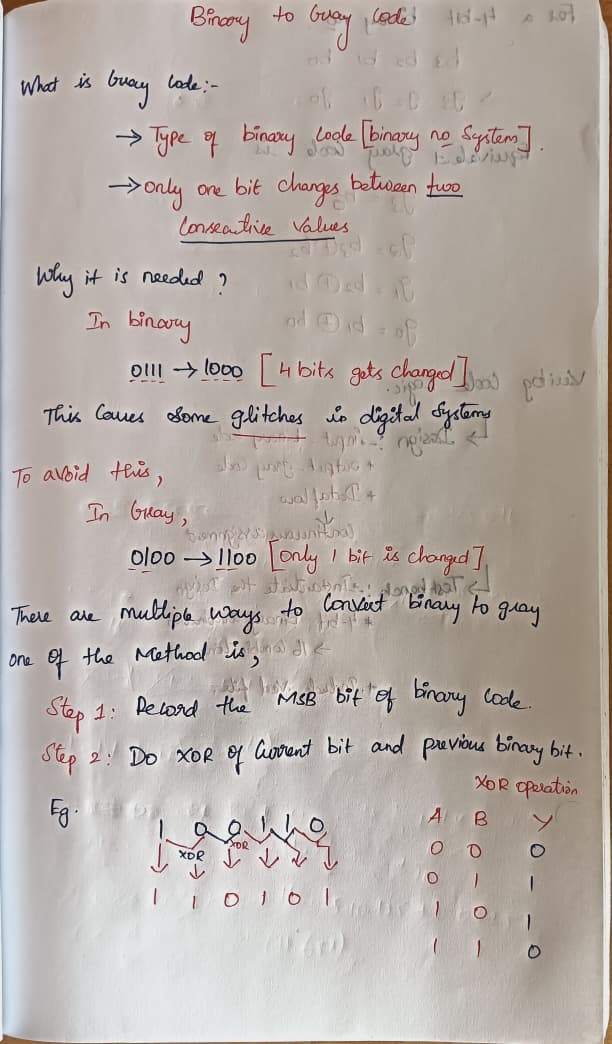 Binary to Gray Code
What is Gray Code:-
→ Type of binary Code [binary no System].
→ only one bit changes between two
Consecutive Values
Why it is needed ?
In binary
0111 → 1000 [4 bits gets changed]
This Causes Some glitches in digital Systems
To avoid this,
In Gray,
0100 → 1100 [only 1 bit is changed]
There are multiple ways to Convert binary to gray
one of the Method is,
Step 1: Record the MSB bit of binary Code.
Step 2: Do XOR of Current bit and previous binary bit.
XOR operation
Eg.
1 0 0 1 1 0
XOR XOR
1 1 0 1 0 1
A B Y
0 0 0
0 1 1
1 0 1
1 1 0